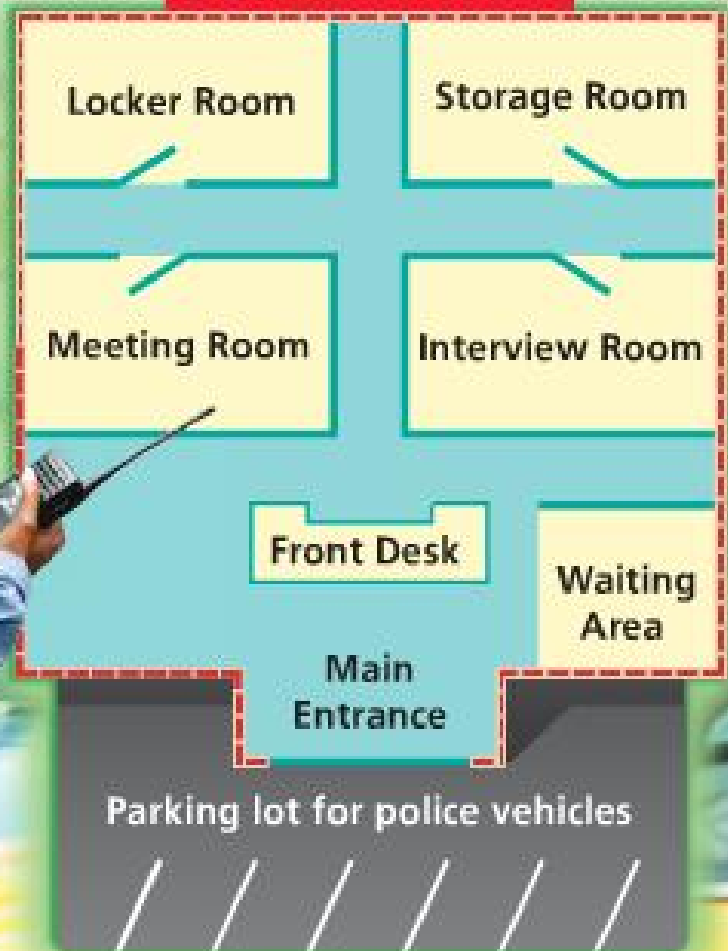 Locker Room
Storage Room
Meeting Room
Interview Room
Front Desk
Waiting
Area
Main
Entrance
Parking lot for police vehicles